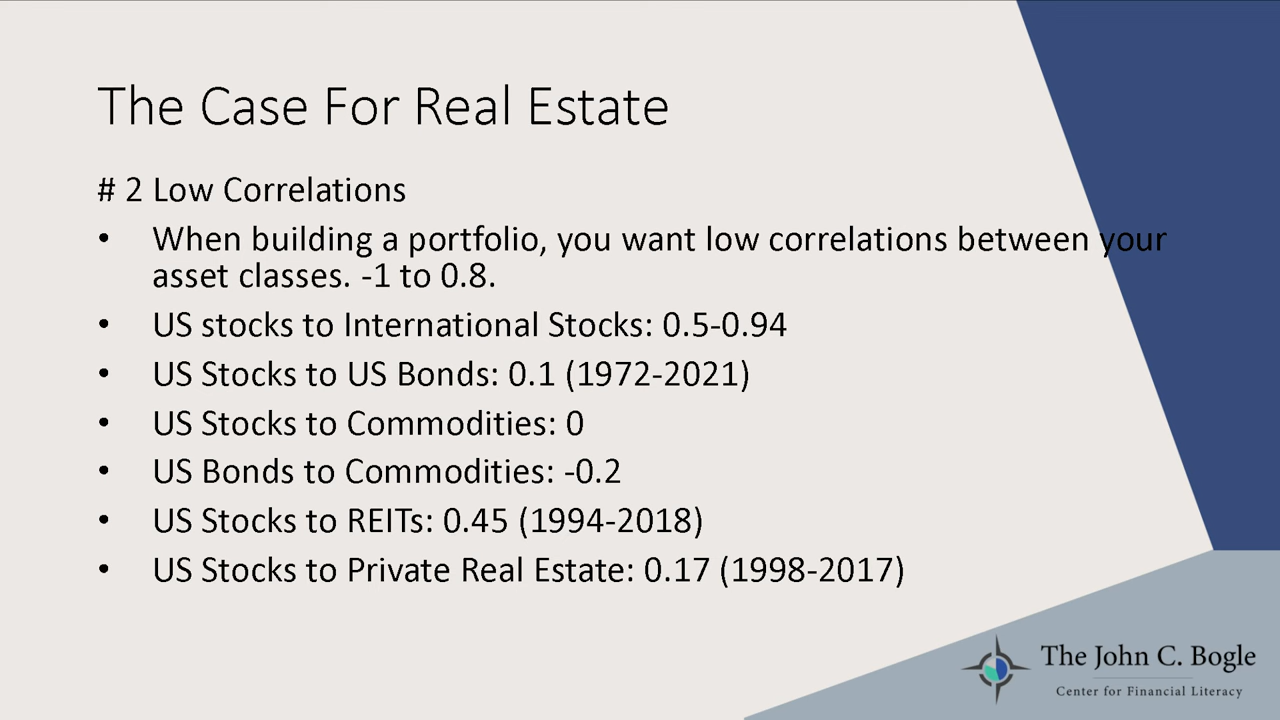 The Case For Real Estate
# 2 Low Correlations
• When building a portfolio, you want low correlations between your
asset classes. -1 to 0.8.
• US stocks to International Stocks: 0.5-0.94
• US Stocks to US Bonds: 0.1 (1972-2021)
• US Stocks to Commodities: 0
• US Bonds to Commodities: -0.2
• US Stocks to REITs: 0.45 (1994-2018)
• US Stocks to Private Real Estate: 0.17 (1998-2017)
The John C. Bogle
Center for Financial Literacy